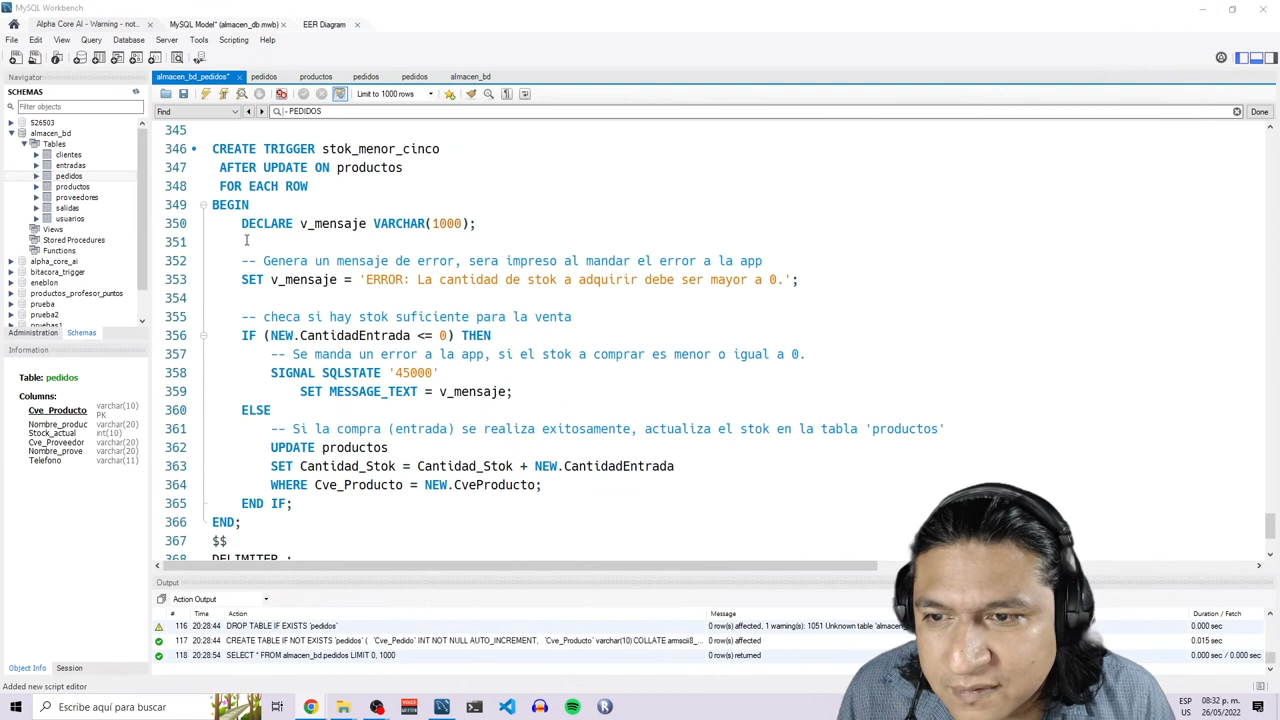 MySQL Workbench
Alpha Core AI - Warning - not...
MySQL Model* (almacen_db.mwb)
EER Diagram
File Edit View Query Database Server Tools Scripting Help
Navigator
SCHEMAS
Filter objects
526503
almacen_bd
Tables
clientes
entradas
pedidos
productos
proveedores
salidas
usuarios
Views
Stored Procedures
Functions
alpha_core_ai
bitacora_trigger
eneblon
productos_profesor_puntos
prueba
prueba2
pruebas1
Administration Schemas
Information
Table: pedidos
Columns:
Cve_Producto varchar(10) PK
Nombre_produc varchar(20)
Stock_actual int(10)
Cve_Proveedor varchar(20)
Nombre_prove varchar(20)
Telefono varchar(11)
Object Info Session
Added new script editor
almacen_bd_pedidos* pedidos productos pedidos pedidos almacen_bd
Limit to 1000 rows
Find PEDIDOS Done
345
346 CREATE TRIGGER stok_menor_cinco
347 AFTER UPDATE ON productos
348 FOR EACH ROW
349 BEGIN
350 DECLARE v_mensaje VARCHAR(1000);
351
352 -- Genera un mensaje de error, sera impreso al mandar el error a la app
353 SET v_mensaje = 'ERROR: La cantidad de stok a adquirir debe ser mayor a 0.';
354
355 -- checa si hay stok suficiente para la venta
356 IF (NEW.CantidadEntrada <= 0) THEN
357 -- Se manda un error a la app, si el stok a comprar es menor o igual a 0.
358 SIGNAL SQLSTATE '45000'
359 SET MESSAGE_TEXT = v_mensaje;
360 ELSE
361 -- Si la compra (entrada) se realiza exitosamente, actualiza el stok en la tabla 'productos'
362 UPDATE productos
363 SET Cantidad_Stok = Cantidad_Stok + NEW.CantidadEntrada
364 WHERE Cve_Producto = NEW.CveProducto;
365 END IF;
366 END;
367 $$
368 DELIMITER ;
Output
Action Output
# Time Action Message Duration / Fetch
116 20:28:44 DROP TABLE IF EXISTS `pedidos` 0 row(s) affected, 1 warning(s): 1051 Unknown table 'almacen_ 0.000 sec
117 20:28:44 CREATE TABLE IF NOT EXISTS `pedidos` ( `Cve_Pedido` INT NOT NULL AUTO_INCREMENT, `Cve_Producto` varchar(10) COLLATE armscii8_... 0 row(s) affected 0.015 sec
118 20:28:54 SELECT * FROM almacen_bd.pedidos LIMIT 0, 1000 0 row(s) returned 0.000 sec / 0.000 sec
Escribe aquí para buscar
ESP 08:32 p. m.
US 26/05/2022